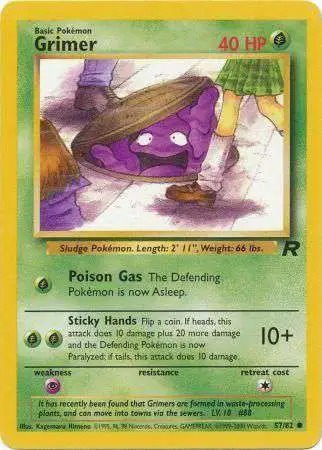 Basic Pokémon
Grimer
40 HP
Sludge Pokémon. Length: 2' 11", Weight: 66 lbs.
R
Poison Gas The Defending
Pokémon is now Asleep.
Sticky Hands Flip a coin. If heads, this
attack does 10 damage plus 20 more damage
and the Defending Pokémon is now
Paralyzed; if tails, this attack does 10 damage.
10+
weakness
resistance
retreat cost
It has recently been found that Grimers are formed in waste-processing
plants, and can enter towns via the sewers. LV. 10 #88
Illus. Kagemaru Himeno
©1995, 96, 98 Nintendo, Creatures, GAMEFREAK. ©1999-2000 Wizards.
57/82